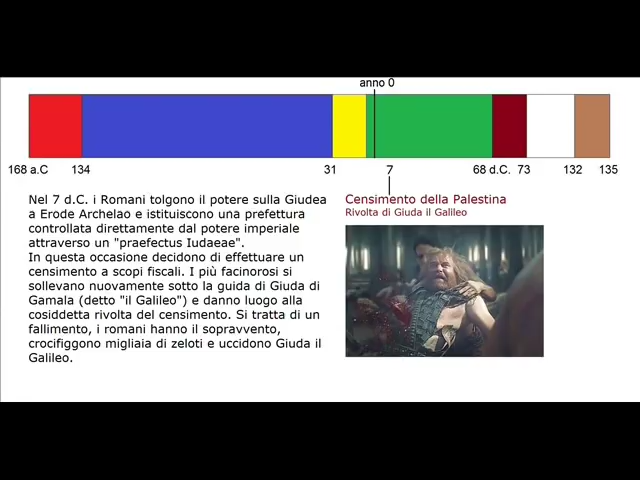 anno 0
168 a.C 134 31 7 68 d.C. 73 132 135
Nel 7 d.C. i Romani tolgono il potere sulla Giudea
a Erode Archelao e istituiscono una prefettura
controllata direttamente dal potere imperiale
attraverso un "praefectus Iudaeae".
In questa occasione decidono di effettuare un
censimento a scopi fiscali. I più facinorosi si
sollevano nuovamente sotto la guida di Giuda di
Gamala (detto "il Galileo") e danno luogo alla
cosiddetta rivolta del censimento. Si tratta di un
fallimento, i romani hanno il sopravvento,
crocifiggono migliaia di zeloti e uccidono Giuda il
Galileo.
Censimento della Palestina
Rivolta di Giuda il Galileo